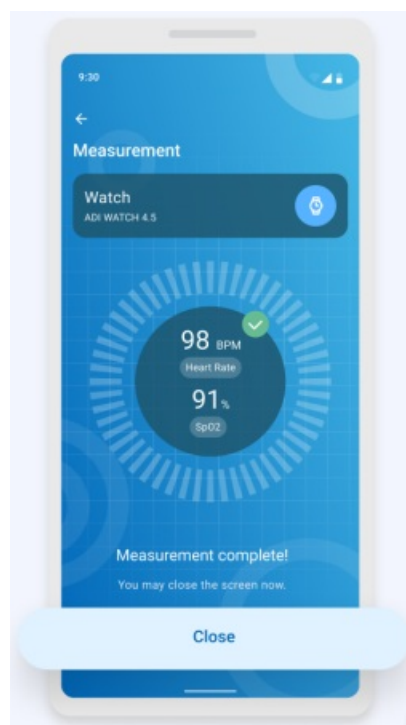 9:30
Measurement
Watch
ADI WATCH 4.5
98 BPM
Heart Rate
91%
SpO2
Measurement complete!
You may close the screen now.
Close